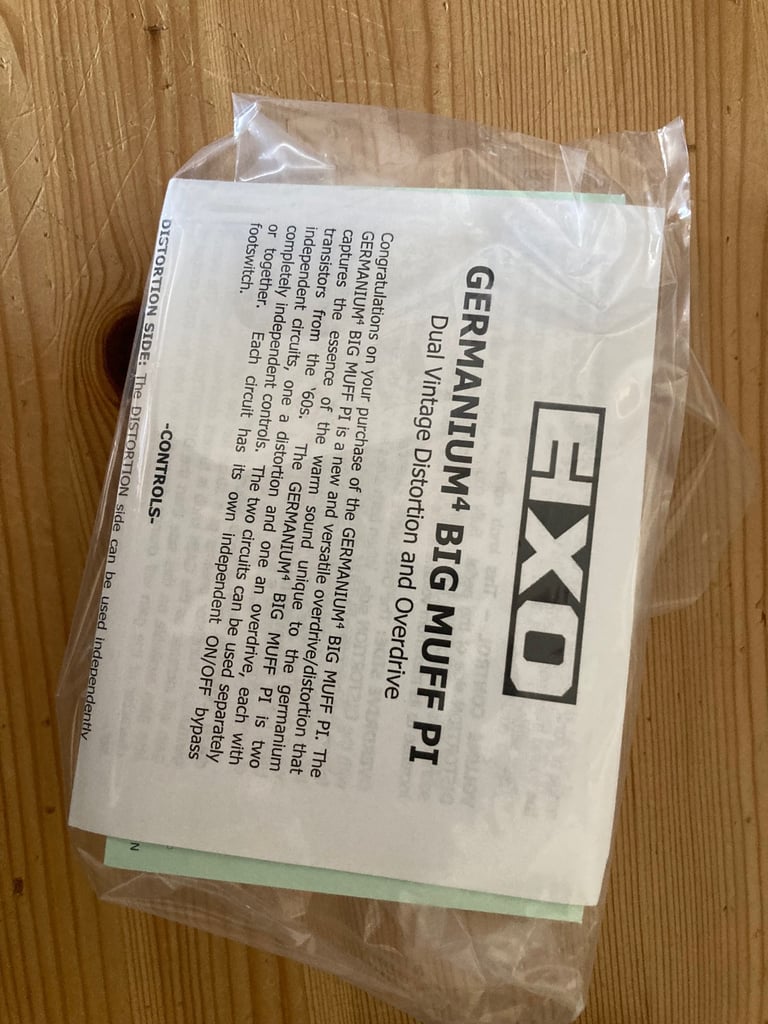 EXO
GERMANIUM⁴ BIG MUFF PI
Dual Vintage Distortion and Overdrive
Congratulations on your purchase of the GERMANIUM⁴ BIG MUFF PI. The
GERMANIUM⁴ BIG MUFF PI is a new and versatile overdrive/distortion that
captures the essence of the warm sound unique to the germanium
transistors from the '60s. The GERMANIUM⁴ BIG MUFF PI is two
independent circuits, one a distortion and one an overdrive, each with
completely independent controls. The two circuits can be used separately
or together. Each circuit has its own independent ON/OFF bypass
footswitch.
-CONTROLS-
DISTORTION SIDE: The DISTORTION side can be used independently